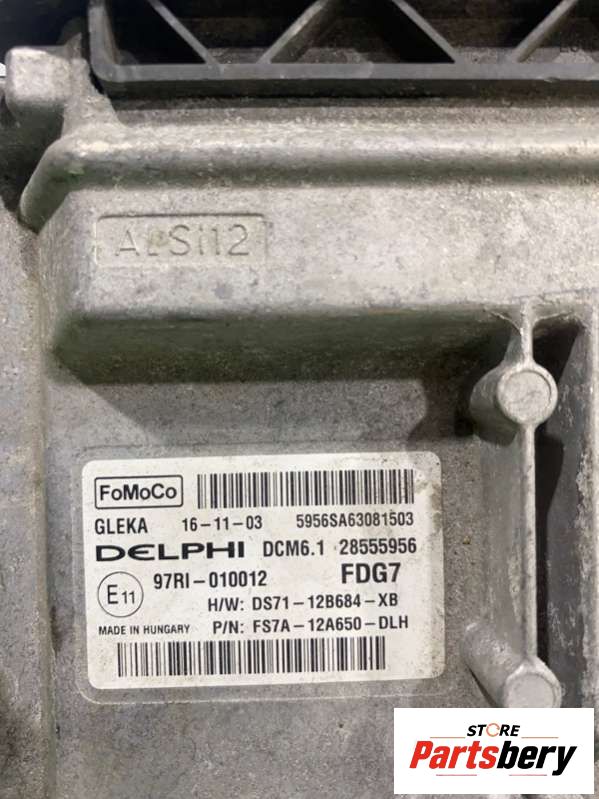 ALSi12
FoMoCo
GLEKA 16-11-03 5956SA63081503
DELPHI DCM6.1 28555956
E11 97RI-010012 FDG7
H/W: DS71-12B684-XB
MADE IN HUNGARY P/N: FS7A-12A650-DLH
STORE
Partsbery